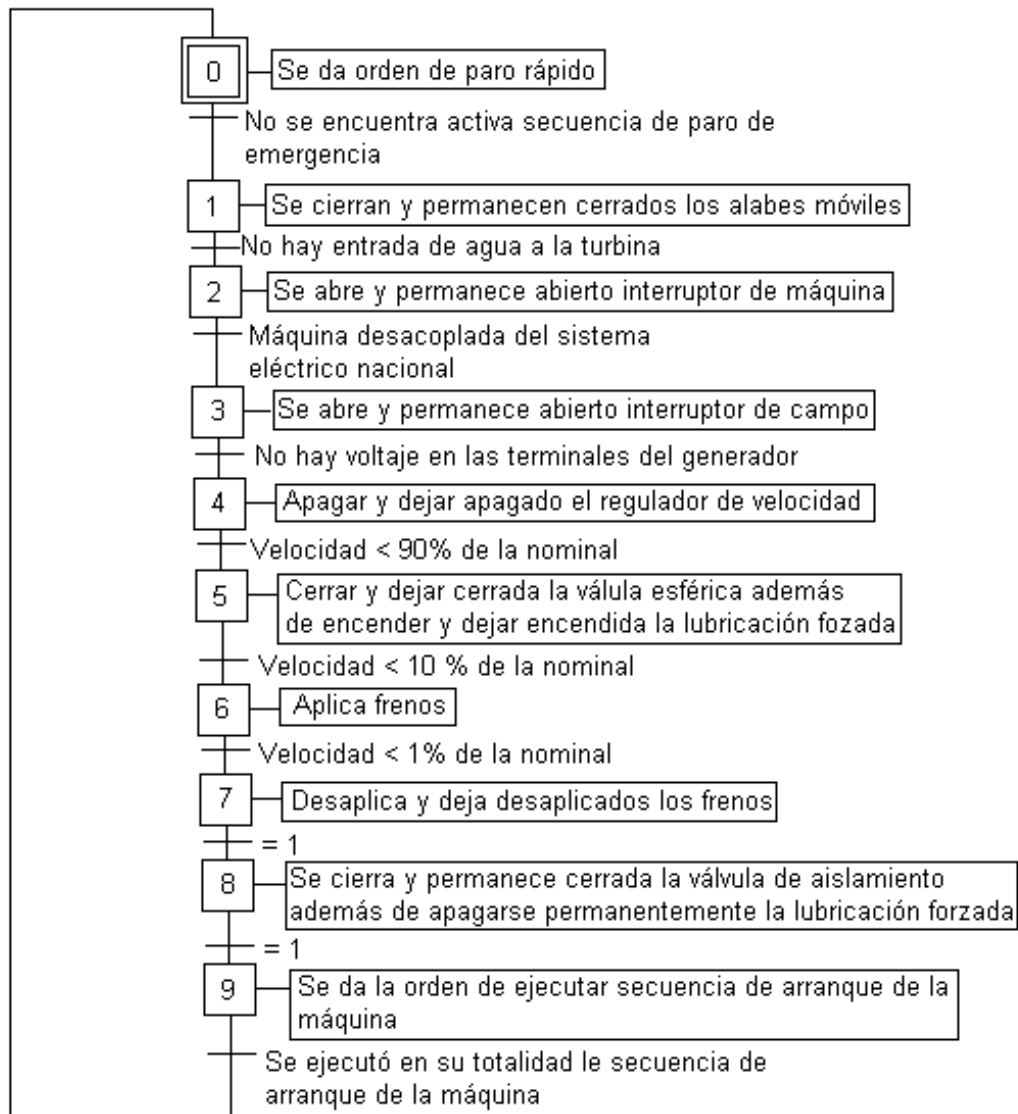 0
Se da orden de paro rápido
No se encuentra activa secuencia de paro de
emergencia
1
Se cierran y permanecen cerrados los alabes móviles
No hay entrada de agua a la turbina
2
Se abre y permanece abierto interruptor de máquina
Máquina desacoplada del sistema
eléctrico nacional
3
Se abre y permanece abierto interruptor de campo
No hay voltaje en las terminales del generador
4
Apagar y dejar apagado el regulador de velocidad
Velocidad < 90% de la nominal
5
Cerrar y dejar cerrada la válula esférica además
de encender y dejar encendida la lubricación fozada
Velocidad < 10 % de la nominal
6
Aplica frenos
Velocidad < 1% de la nominal
7
Desaplica y deja desaplicados los frenos
= 1
8
Se cierra y permanece cerrada la válvula de aislamiento
además de apagarse permanentemente la lubricación forzada
= 1
9
Se da la orden de ejecutar secuencia de arranque de la
máquina
Se ejecutó en su totalidad le secuencia de
arranque de la máquina